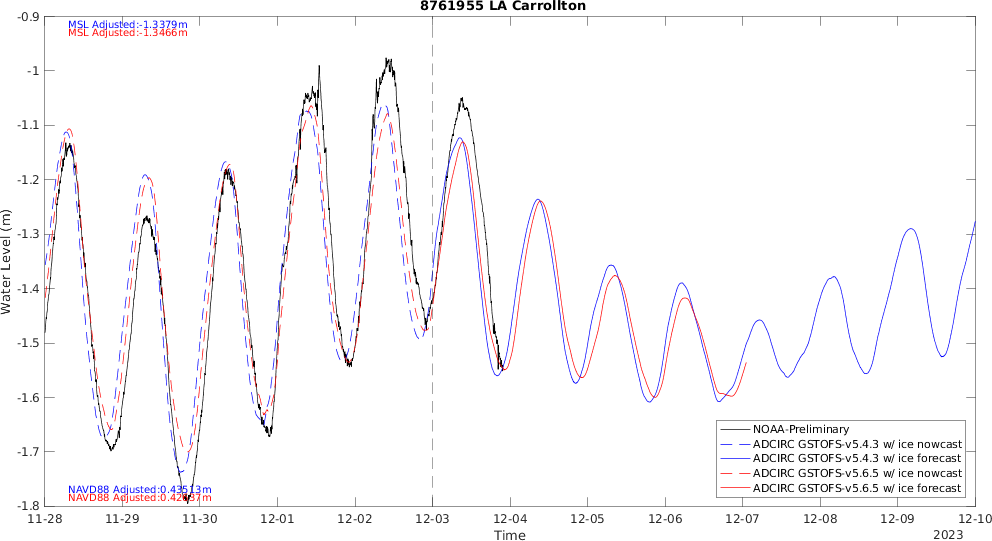 8761955 LA Carrollton
MSL Adjusted:-1.3379m
MSL Adjusted:-1.3466m
-0.9
-1
-1.1
-1.2
-1.3
-1.4
-1.5
-1.6
-1.7
-1.8
Water Level (m)
NOAA-Preliminary
ADCIRC GSTOFS-v5.4.3 w/ ice nowcast
ADCIRC GSTOFS-v5.4.3 w/ ice forecast
ADCIRC GSTOFS-v5.6.5 w/ ice nowcast
ADCIRC GSTOFS-v5.6.5 w/ ice forecast
NAVD88 Adjusted:0.43513m
NAVD88
11-28 11-29 11-30 12-01 12-02 12-03 12-04 12-05 12-06 12-07 12-08 12-09 12-10
Time
2023